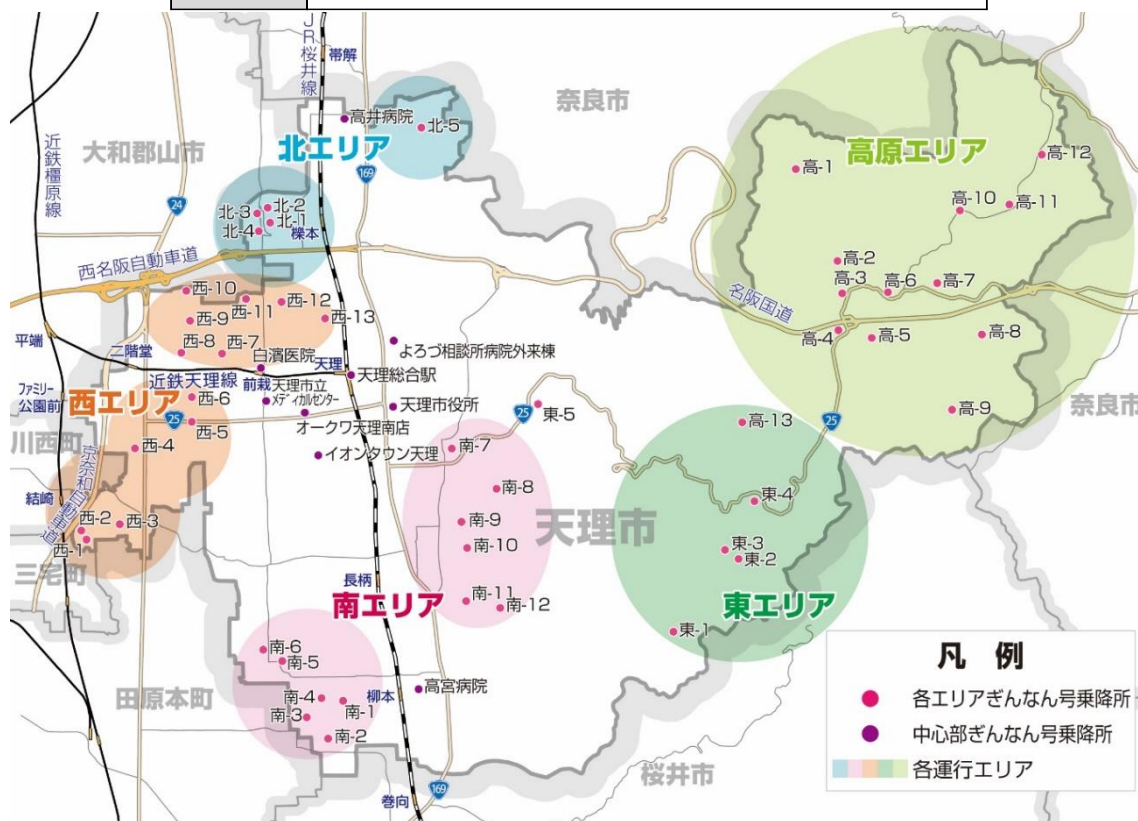 JR桜井線
帯解
奈良市
高井病院
北-5
近鉄橿原線
大和郡山市
北エリア
169
高原エリア
高-12
高-1
24
北-2
北-3
北-1
北-4
高-10
高-11
櫟本
西名阪自動車道
高-2
高-3
高-6
高-7
西-10
西-11
西-12
名阪国道
西-9
西-13
高-4
高-5
高-8
平端
二階堂
西-8
西-7
白濱医院
天理
よろづ相談所病院外来棟
近鉄天理線
前栽
天理総合駅
ファミリー
公園前
西エリア
西-6
天理市立
メディカルセンター
天理市役所
25
東-5
高-9
奈良市
25
西-5
オークワ天理南店
高-13
25
川西町
西-4
イオンタウン天理
南-7
京奈和自動車道
結崎
南-8
東-4
西-2
西-3
南-9
天理市
西-1
南-10
東-3
東-2
三宅町
長柄
南エリア
南-11
南-12
東エリア
東-1
南-6
南-5
凡 例
田原本町
南-4
南-1
柳本
高宮病院
各エリアぎんなん号乗降所
南-3
中心部ぎんなん号乗降所
南-2
各運行エリア
桜井市
169
巻向